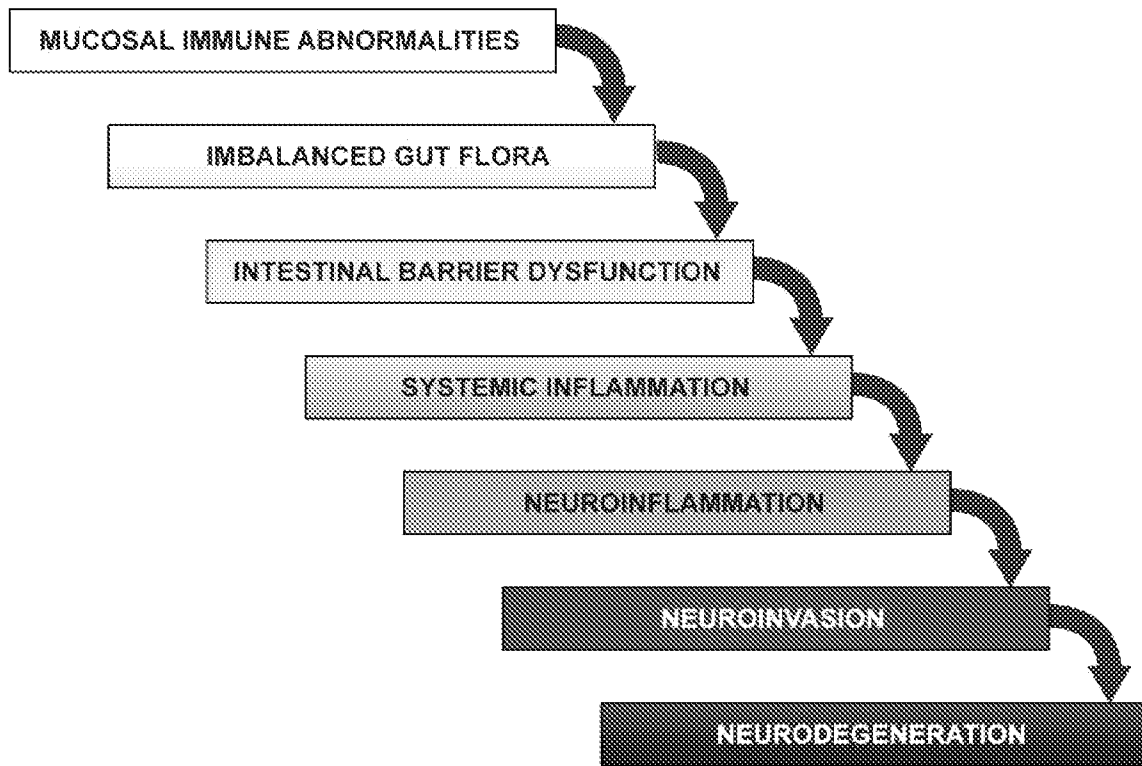 MUCOSAL IMMUNE ABNORMALITIES
IMBALANCED GUT FLORA
INTESTINAL BARRIER DYSFUNCTION
SYSTEMIC INFLAMMATION
NEUROINFLAMMATION
NEUROINVASION
NEURODEGENERATION